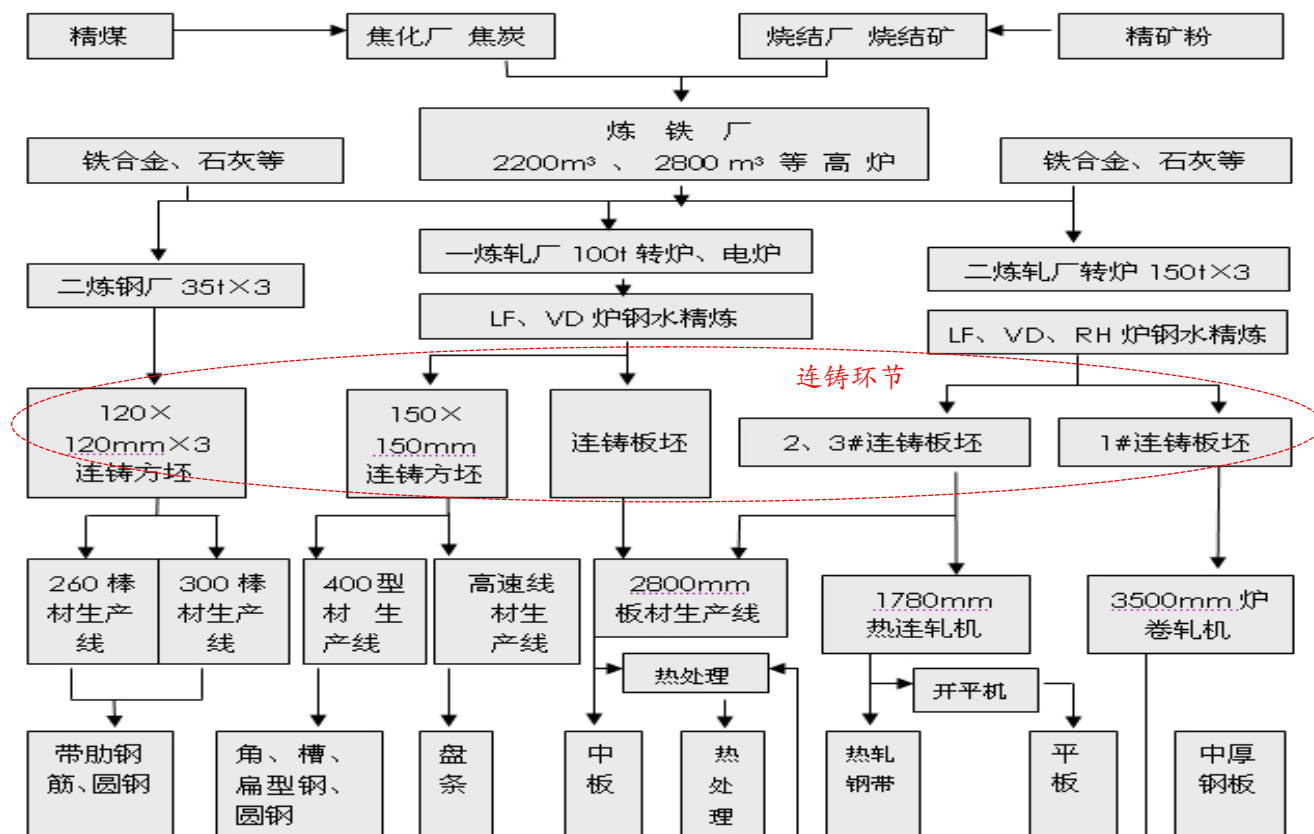 精煤
焦化厂 焦炭
烧结厂 烧结矿
精矿粉
炼 铁 厂
2200m³ 、 2800 m³ 等 高 炉
铁合金、石灰等
铁合金、石灰等
一炼轧厂 100t 转炉、电炉
二炼钢厂 35t×3
二炼轧厂转炉 150t×3
LF、VD 炉钢水精炼
LF、VD、RH 炉钢水精炼
连铸环节
120×
120mm×3
连铸方坯
150×
150mm
连铸方坯
连铸板坯
2、3#连铸板坯
1#连铸板坯
260 棒
材生产
线
300 棒
材生产
线
400 型
材 生
产线
高速线
材生
产线
2800mm
板材生产线
1780mm
热连轧机
3500mm 炉
卷轧机
热处理
开平机
带肋钢
筋、圆钢
角、槽、
扁型钢、
圆钢
盘
条
中
板
热
处
理
热轧
钢带
平
板
中厚
钢板